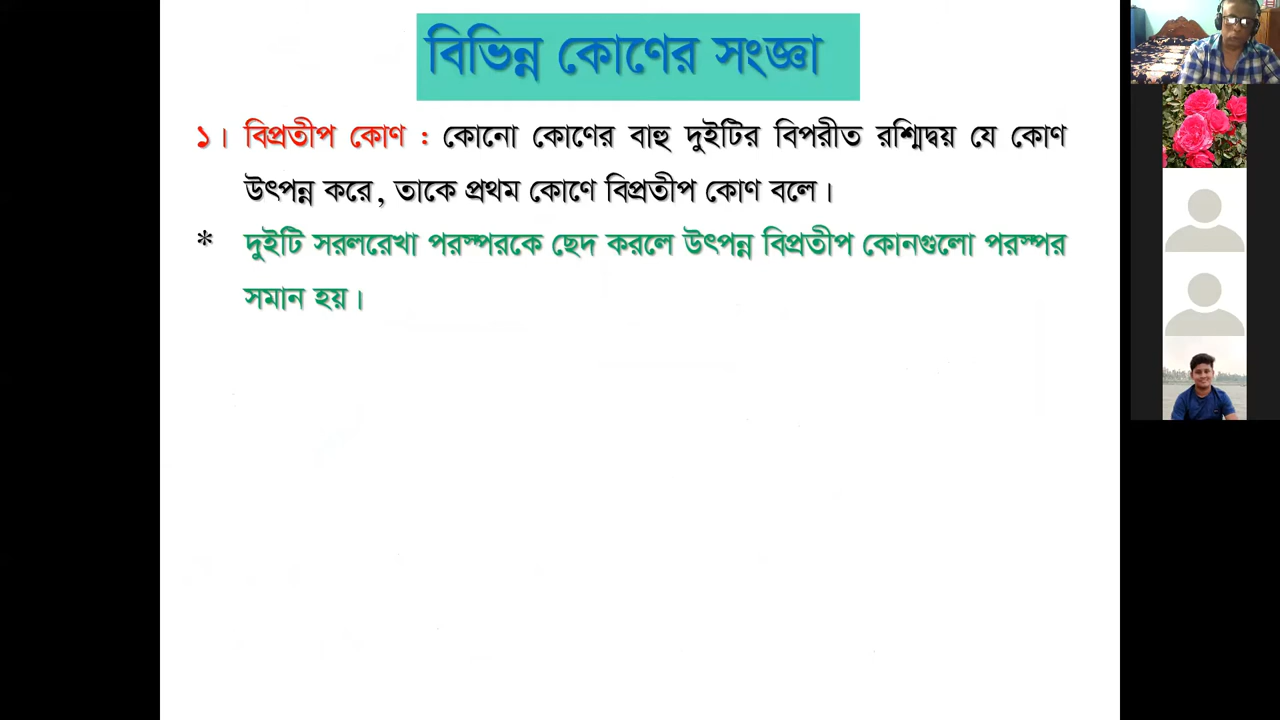 বিভিন্ন কোণের সংজ্ঞা
১। বিপ্রতীপ কোণ : কোনো কোণের বাহু দুইটির বিপরীত রশ্মিদ্বয় যে কোণ
উৎপন্ন করে, তাকে প্রথম কোণে বিপ্রতীপ কোণ বলে।
* দুইটি সরলরেখা পরস্পরকে ছেদ করলে উৎপন্ন বিপ্রতীপ কোনগুলো পরস্পর
সমান হয়।